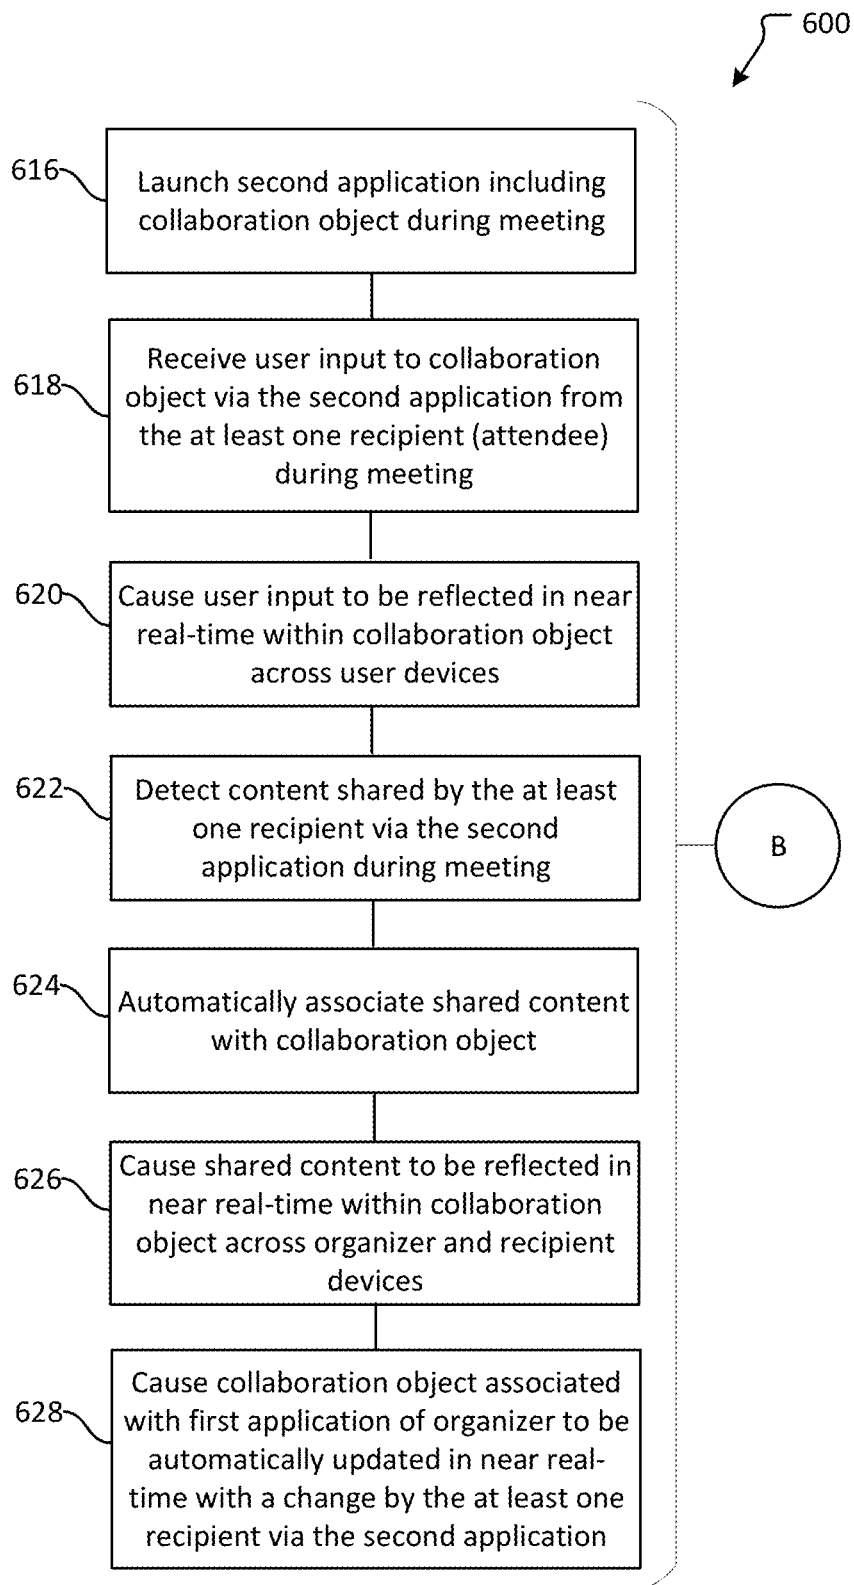 600
616
Launch second application including
collaboration object during meeting
618
Receive user input to collaboration
object via the second application from
the at least one recipient (attendee)
during meeting
620
Cause user input to be reflected in near
real-time within collaboration object
across user devices
622
Detect content shared by the at least
one recipient via the second
application during meeting
B
624
Automatically associate shared content
with collaboration object
626
Cause shared content to be reflected in
near real-time within collaboration
object across organizer and recipient
devices
628
Cause collaboration object associated
with first application of organizer to be
automatically updated in near real-
time with a change by the at least one
recipient via the second application